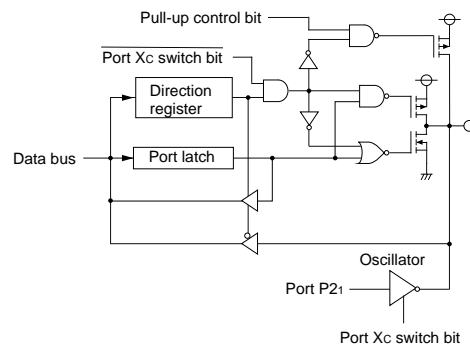 Pull-up control bit
Port XC switch bit
Direction
register
Data bus
Port latch
Oscillator
Port P21
Port XC switch bit